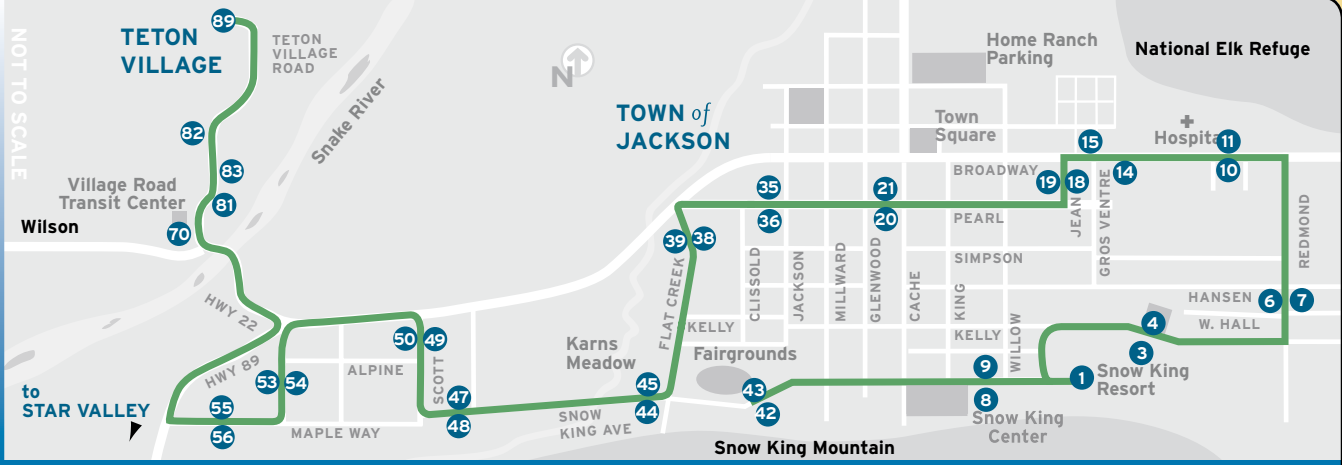 89
TETON
VILLAGE
TETON
VILLAGE
ROAD
NOT TO SCALE
Snake River
N
TOWN of
JACKSON
Home Ranch
Parking
National Elk Refuge
Town
Square
Hospital
82
83
81
Village Road
Transit Center
70
Wilson
15
11
10
14
19
18
BROADWAY
35
36
21
20
PEARL
JEAN
GROS VENTRE
REDMOND
39
38
SIMPSON
CLISSOLD
JACKSON
MILLWARD
GLENWOOD
CACHE
KING
WILLOW
FLAT CREEK
KELLY
KELLY
HANSEN
6
7
W. HALL
4
3
HWY 22
HWY 89
50
49
ALPINE
SCOTT
53
54
Karns
Meadow
Fairgrounds
45
44
43
42
9
8
1
Snow King
Resort
to
STAR VALLEY
55
56
MAPLE WAY
47
48
SNOW
KING AVE
Snow King
Center
Snow King Mountain